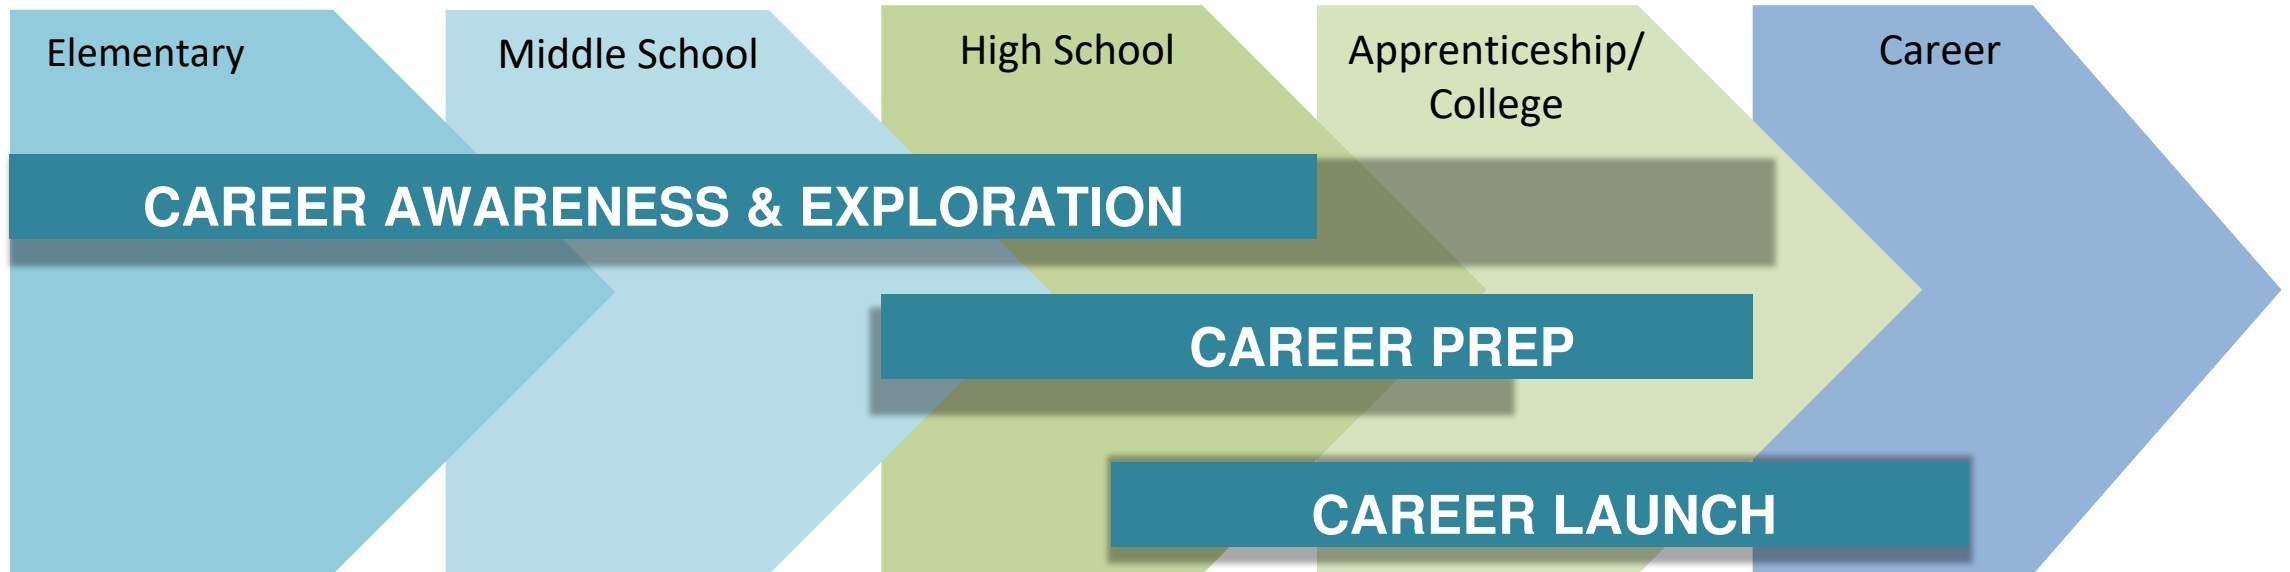 Elementary
Middle School
High School
Apprenticeship/
College
Career
CAREER AWARENESS & EXPLORATION
CAREER PREP
CAREER LAUNCH